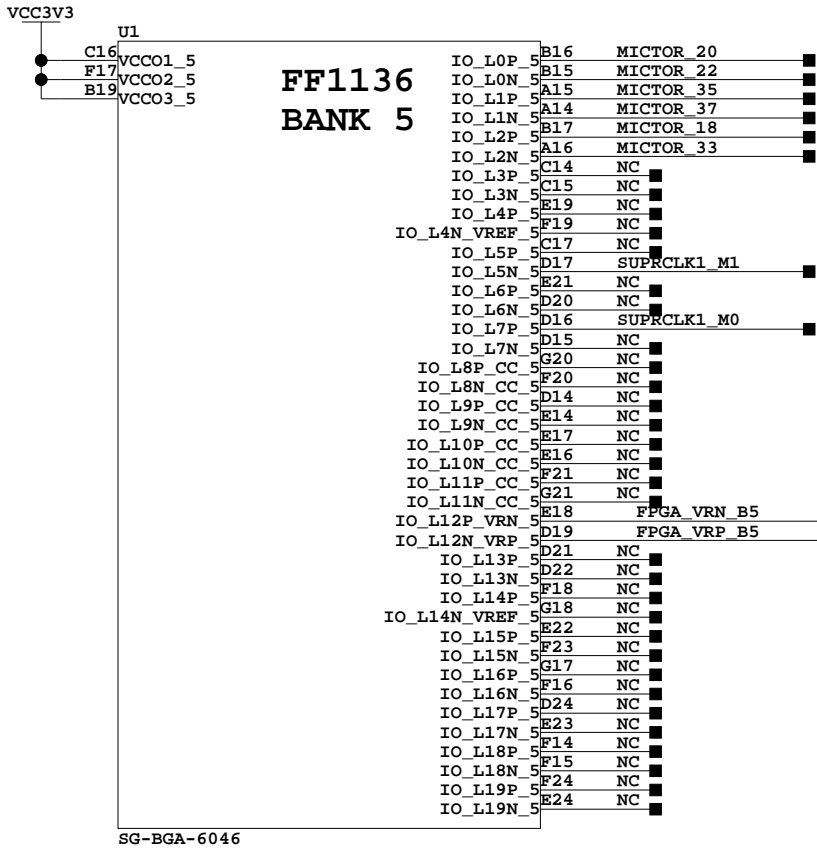 VCC3V3
U1
C16 VCCO1_5
F17 VCCO2_5
B19 VCCO3_5
FF1136
BANK 5
IO_L0P_5 B16 MICTOR_20
IO_L0N_5 B15 MICTOR_22
IO_L1P_5 A15 MICTOR_35
IO_L1N_5 A14 MICTOR_37
IO_L2P_5 B17 MICTOR_18
IO_L2N_5 A16 MICTOR_33
IO_L3P_5 C14 NC
IO_L3N_5 C15 NC
IO_L4P_5 E19 NC
IO_L4N_VREF_5 F19 NC
IO_L5P_5 C17 NC
IO_L5N_5 D17 SUPRCLK1_M1
IO_L6P_5 E21 NC
IO_L6N_5 D20 NC
IO_L7P_5 D16 SUPRCLK1_M0
IO_L7N_5 D15 NC
IO_L8P_CC_5 G20 NC
IO_L8N_CC_5 F20 NC
IO_L9P_CC_5 D14 NC
IO_L9N_CC_5 E14 NC
IO_L10P_CC_5 E17 NC
IO_L10N_CC_5 E16 NC
IO_L11P_CC_5 F21 NC
IO_L11N_CC_5 G21 NC
IO_L12P_VRN_5 E18 FPGA_VRN_B5
IO_L12N_VRP_5 D19 FPGA_VRP_B5
IO_L13P_5 D21 NC
IO_L13N_5 D22 NC
IO_L14P_5 F18 NC
IO_L14N_VREF_5 G18 NC
IO_L15P_5 E22 NC
IO_L15N_5 F23 NC
IO_L16P_5 G17 NC
IO_L16N_5 F16 NC
IO_L17P_5 D24 NC
IO_L17N_5 E23 NC
IO_L18P_5 F14 NC
IO_L18N_5 F15 NC
IO_L19P_5 F24 NC
IO_L19N_5 E24 NC
SG-BGA-6046